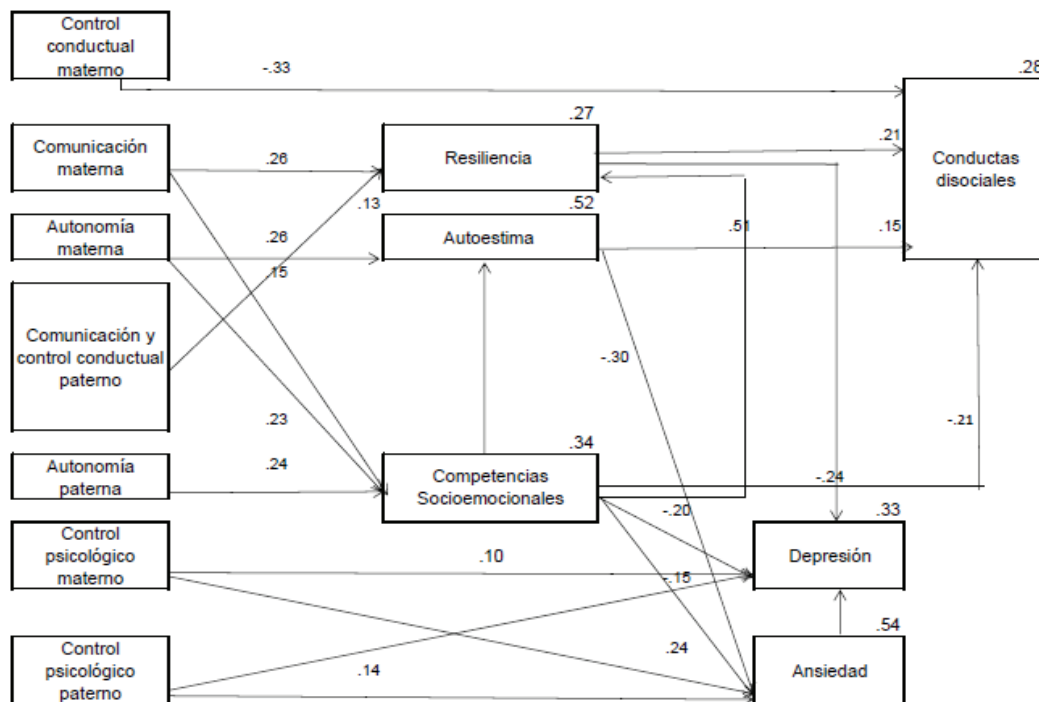 Control
conductual
materno
-.33
.28
Comunicación
materna
.26
.27
Resiliencia
.21
Conductas
disociales
.13
.52
Autonomía
materna
.26
Autoestima
.51
.15
.15
Comunicación y
control conductual
paterno
-.30
.23
-.21
.34
Autonomía
paterna
.24
Competencias
Socioemocionales
-.24
-.20
.33
Control
psicológico
materno
.10
Depresión
-.15
.54
Control
psicológico
paterno
.14
.24
Ansiedad